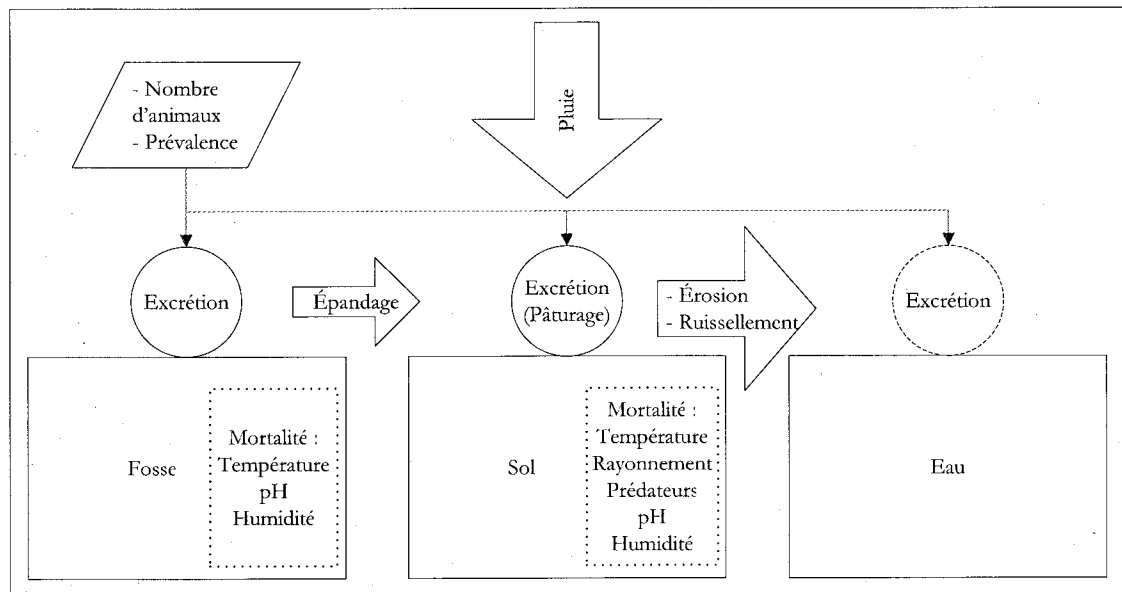 - Nombre
d'animaux
- Prévalence
Pluie
Excrétion
Épandage
Excrétion
(Pâturage)
- Érosion
- Ruissellement
Excrétion
Fosse
Mortalité :
Température
pH
Humidité
Sol
Mortalité :
Température
Rayonnement
Prédateurs
pH
Humidité
Eau